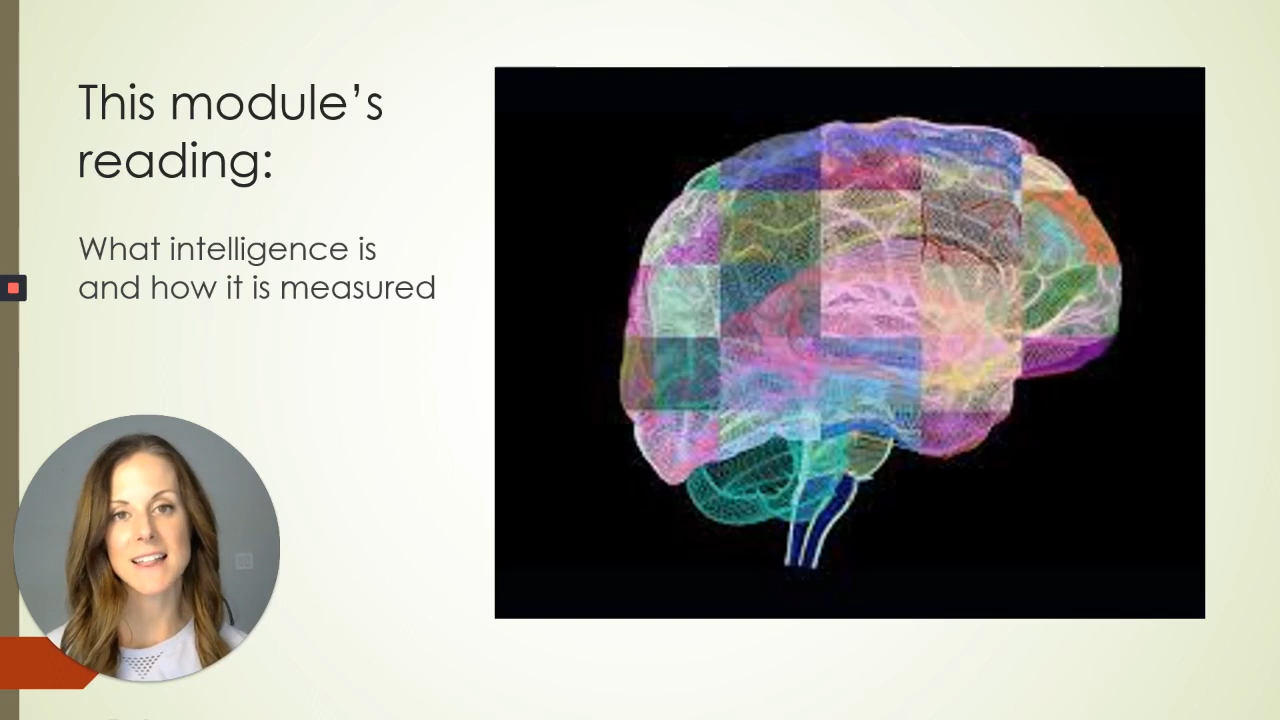 This module’s
reading:
What intelligence is
and how it is measured